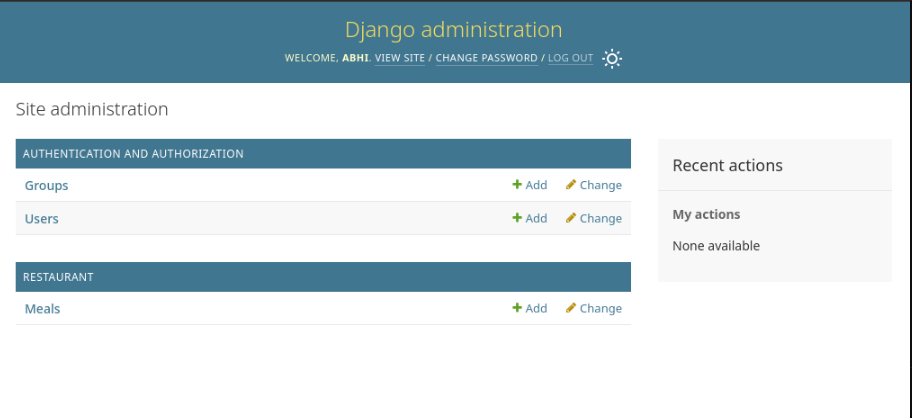 Django administration
WELCOME, ABHI. VIEW SITE / CHANGE PASSWORD / LOG OUT
Site administration
AUTHENTICATION AND AUTHORIZATION
Groups Add Change
Users Add Change
RESTAURANT
Meals Add Change
Recent actions
My actions
None available